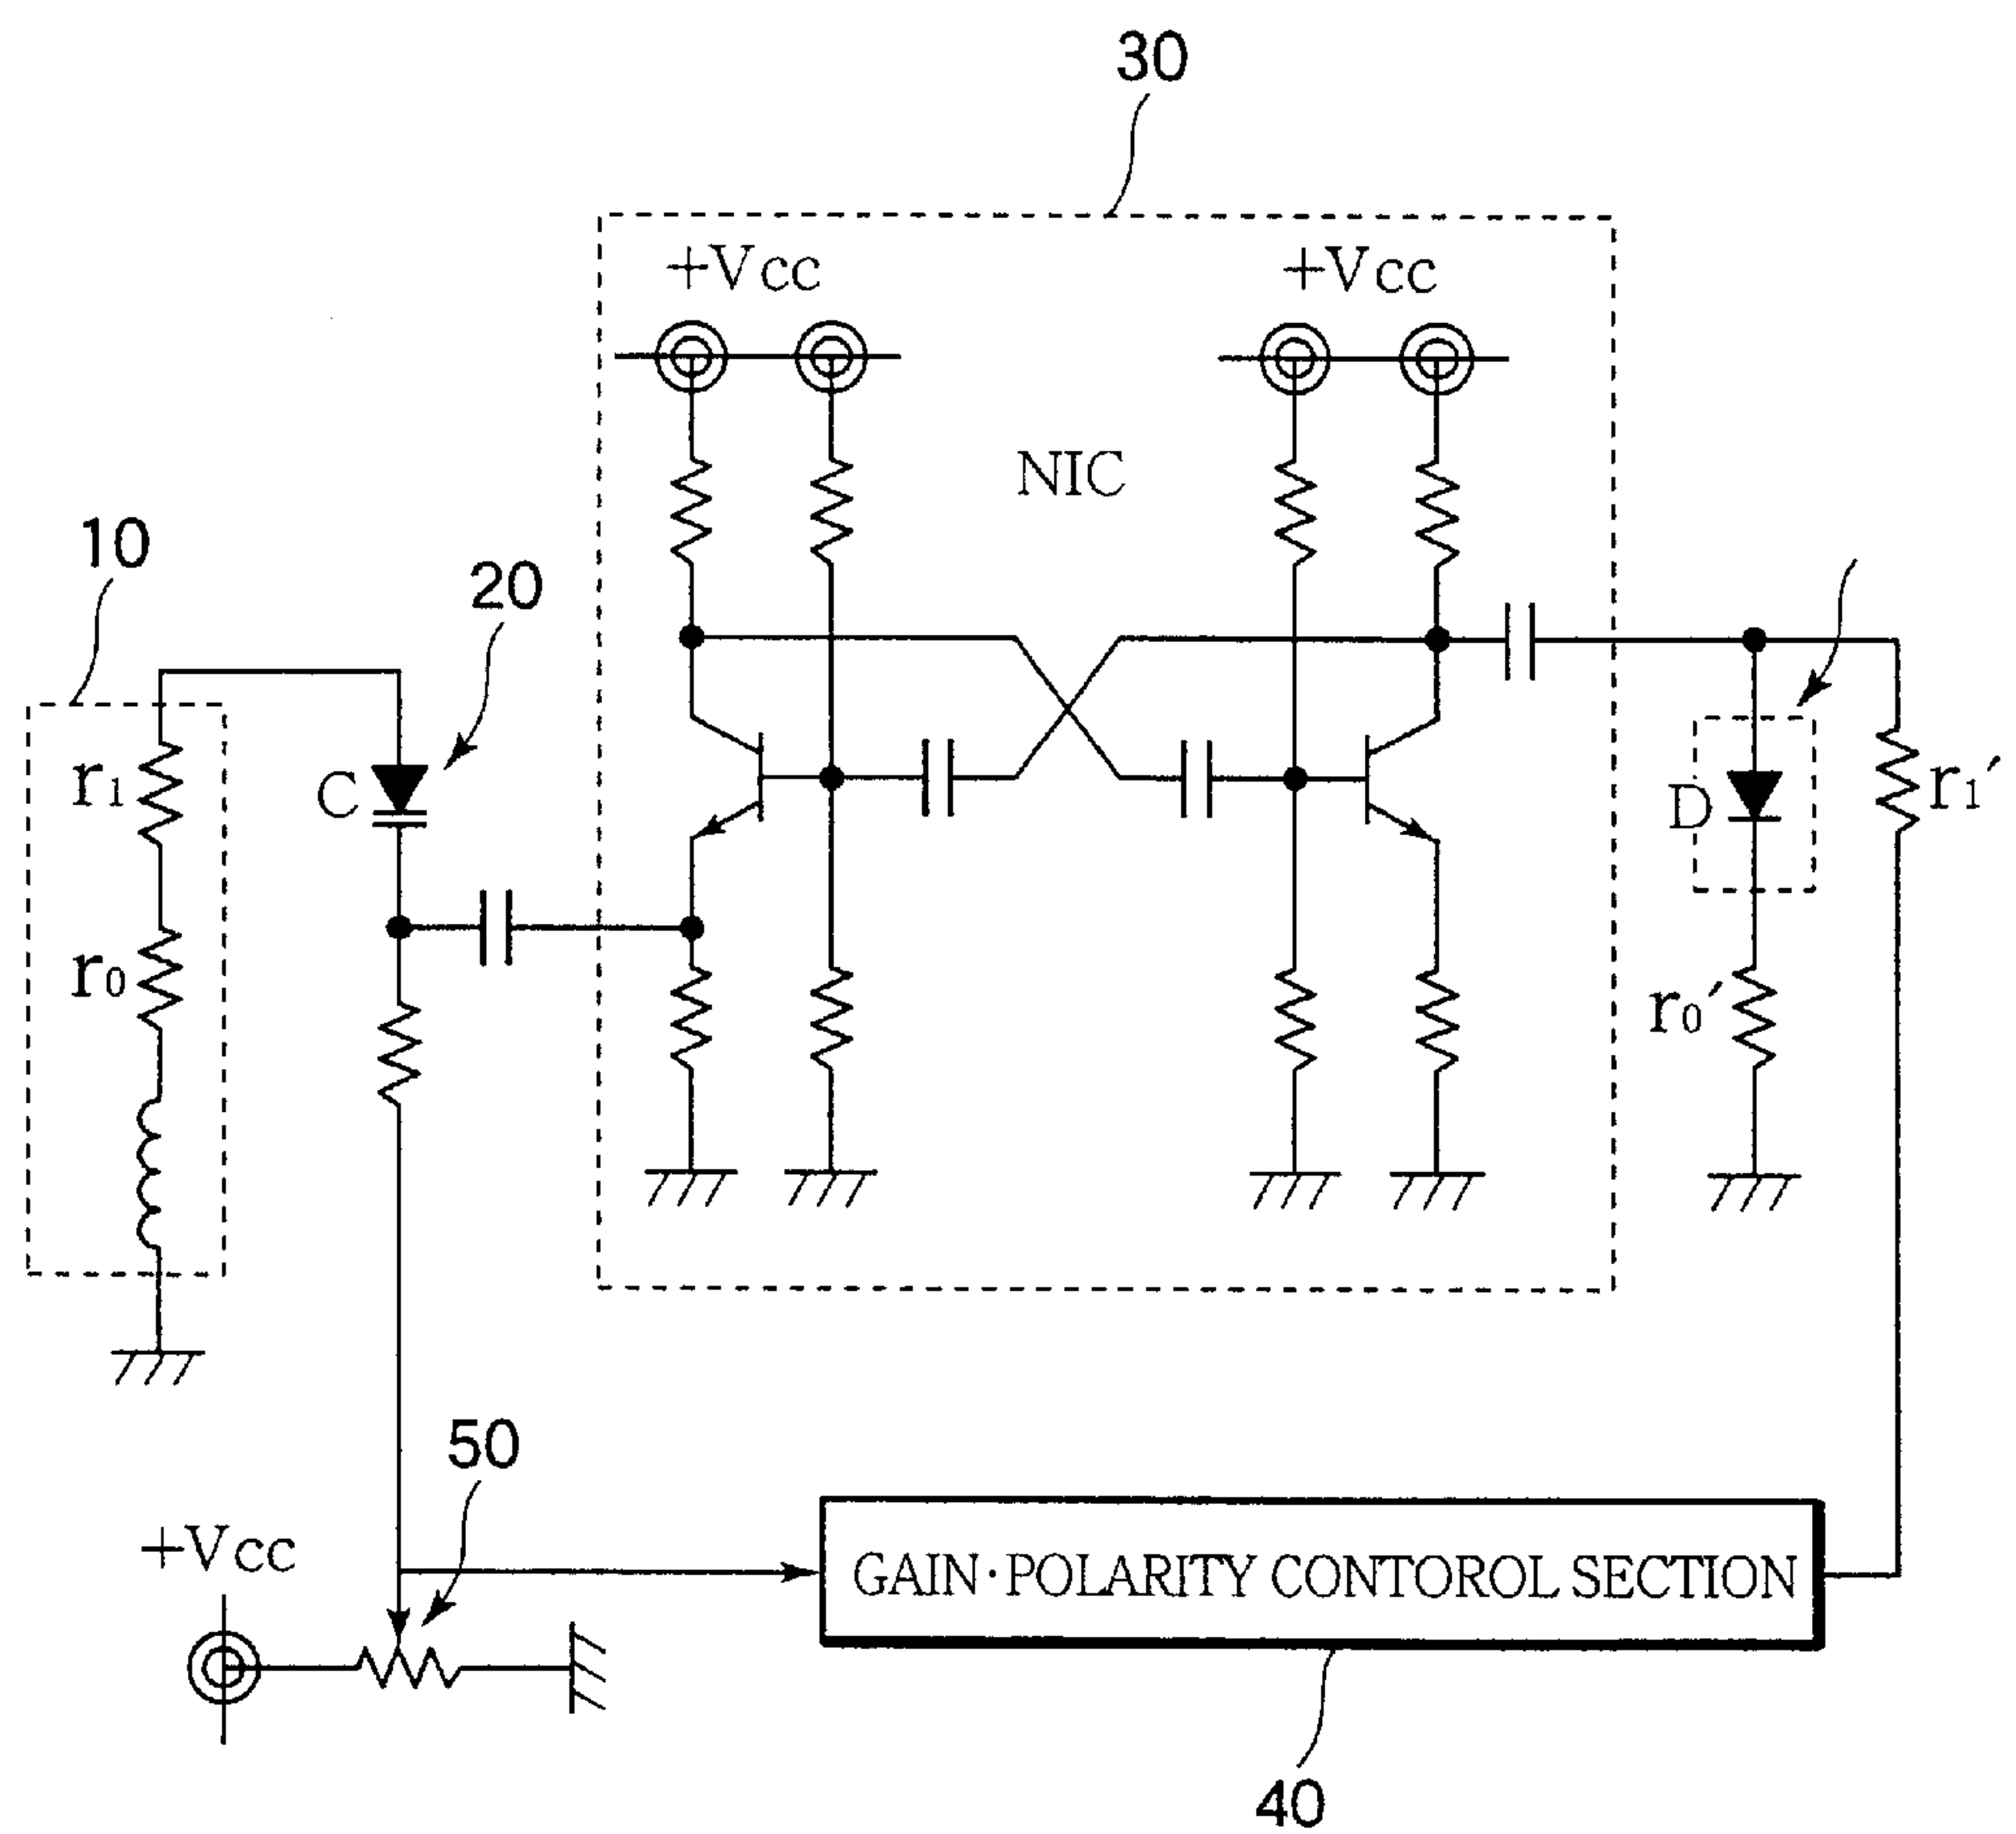 30
+Vcc
+Vcc
NIC
10
20
r1
C
D
r1′
r0
r0′
50
+Vcc
GAIN·POLARITY CONTOROL SECTION
40